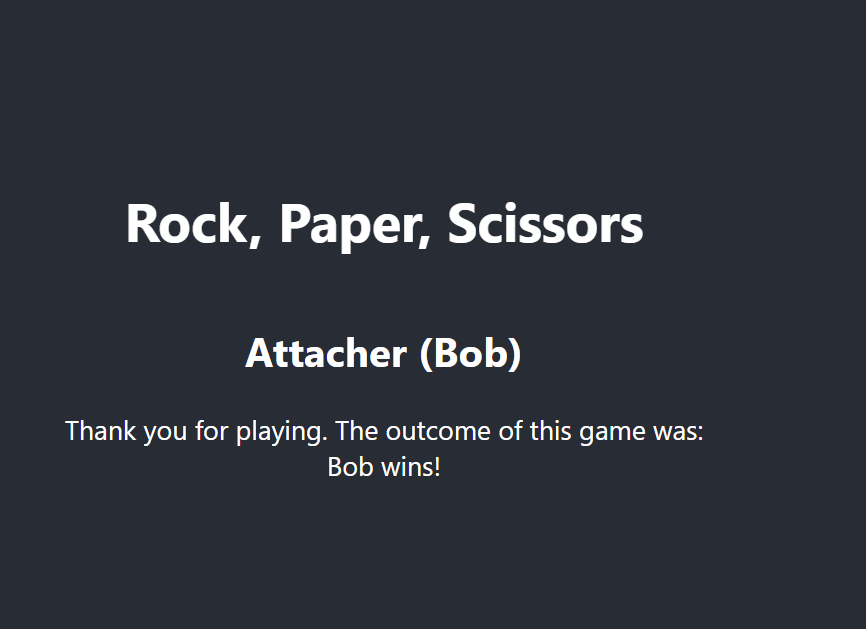 Rock, Paper, Scissors
Attacher (Bob)
Thank you for playing. The outcome of this game was:
Bob wins!